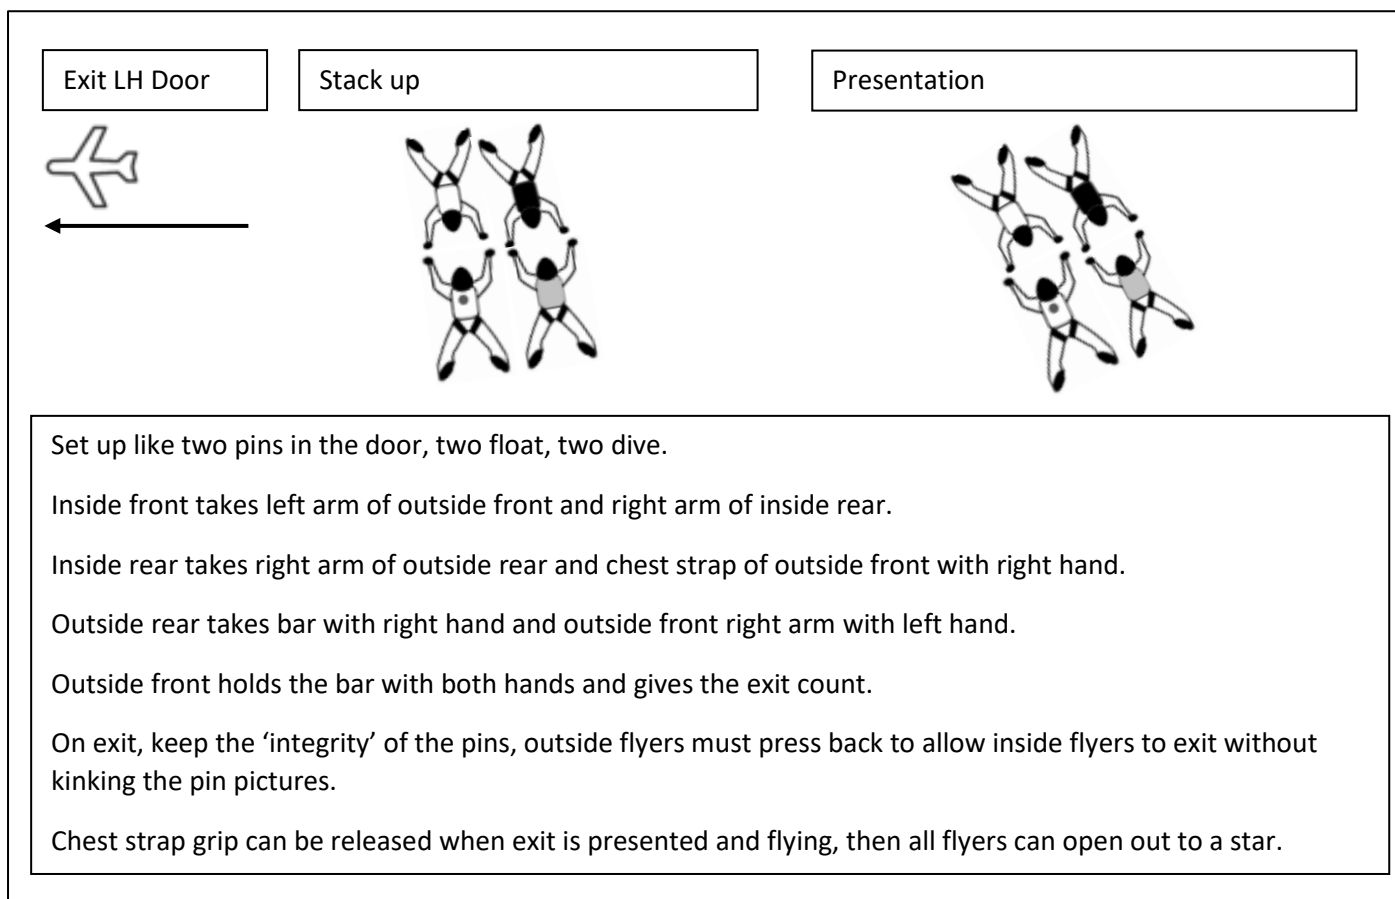 Exit LH Door
Stack up
Presentation
Set up like two pins in the door, two float, two dive.
Inside front takes left arm of outside front and right arm of inside rear.
Inside rear takes right arm of outside rear and chest strap of outside front with right hand.
Outside rear takes bar with right hand and outside front right arm with left hand.
Outside front holds the bar with both hands and gives the exit count.
On exit, keep the ‘integrity’ of the pins, outside flyers must press back to allow inside flyers to exit without
kinking the pin pictures.
Chest strap grip can be released when exit is presented and flying, then all flyers can open out to a star.